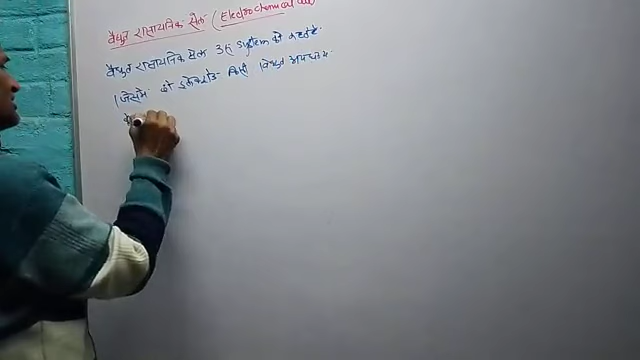 वैधुत रासायनिक सेल (Electrochemical cell)
वैधुत रासायनिक सेल उस system को कहते है
जिसमें दो इलेक्ट्रोड किसी विधुत अपघट्य
के